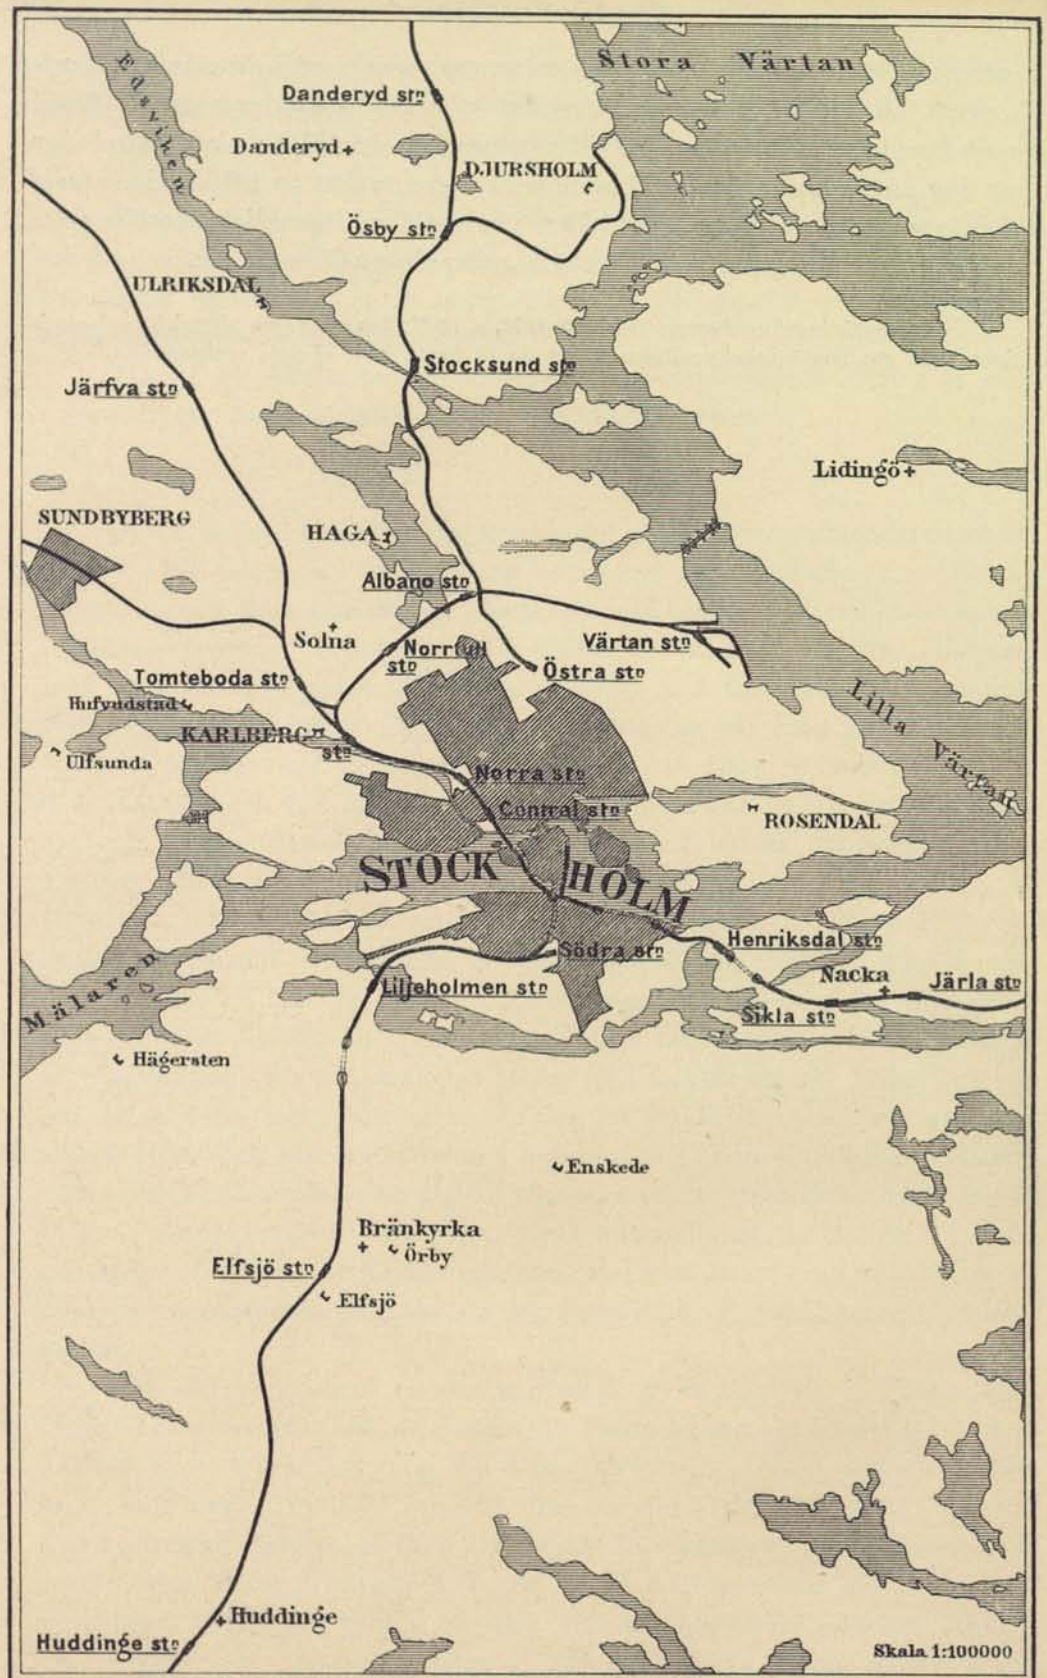 Stora Värtan
Edsviken
Danderyd stn
Danderyd
DJURSHOLM
Ösby stn
ULRIKSDAL
Stocksund stn
Järfva stn
Lidingö
SUNDBYBERG
HAGA
Albano stn
Solna
Norrtull
stn
Värtan stn
Östra stn
Tomteboda stn
Hufvudstad
Lilla Värtan
KARLBERG
stn
Ulfsunda
Norra stn
Central stn
ROSENDAL
STOCKHOLM
Henriksdal stn
Södra stn
Nacka
Järla stn
Liljeholmen stn
Sikla stn
Mälaren
Hägersten
Enskede
Bränkyrka
Örby
Elfsjö stn
Elfsjö
Huddinge
Huddinge stn
Skala 1:100000